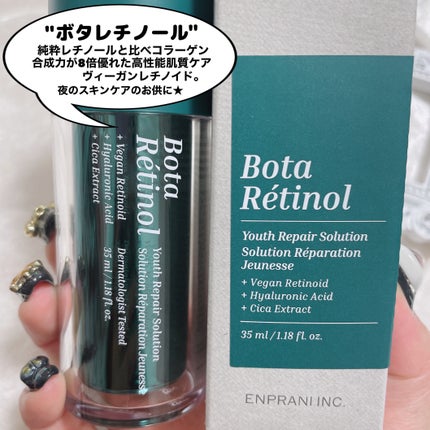 "ボタレチノール"
純粋レチノールと比べコラーゲン
合成力が8倍優れた高性能肌質ケア
ヴィーガンレチノイド。
夜のスキンケアのお供に★
Bota
Rétinol
Youth Repair Solution
Solution Réparation Jeunesse
+ Vegan Retinoid
+ Hyaluronic Acid
+ Cica Extract
Dermatologist Tested
35 ml / 1.18 fl. oz.
Bota
Rétinol
Youth Repair Solution
Solution Réparation
Jeunesse
+ Vegan Retinoid
+ Hyaluronic Acid
+ Cica Extract
35 ml / 1.18 fl. oz.
ENPRANI INC.